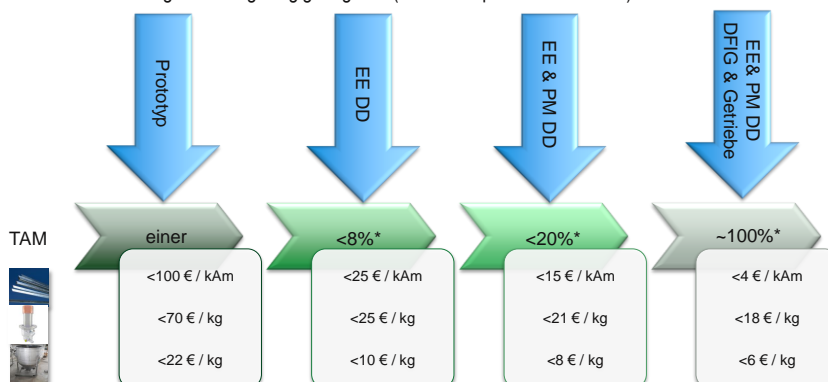 Prototyp
EE DD
EE & PM DD
EE& PM DD
DFIG & Getriebe
TAM
einer
<8%*
<20%*
~100%*
<100 € / kAm
<25 € / kAm
<15 € / kAm
<4 € / kAm
<70 € / kg
<25 € / kg
<21 € / kg
<18 € / kg
<22 € / kg
<10 € / kg
<8 € / kg
<6 € / kg